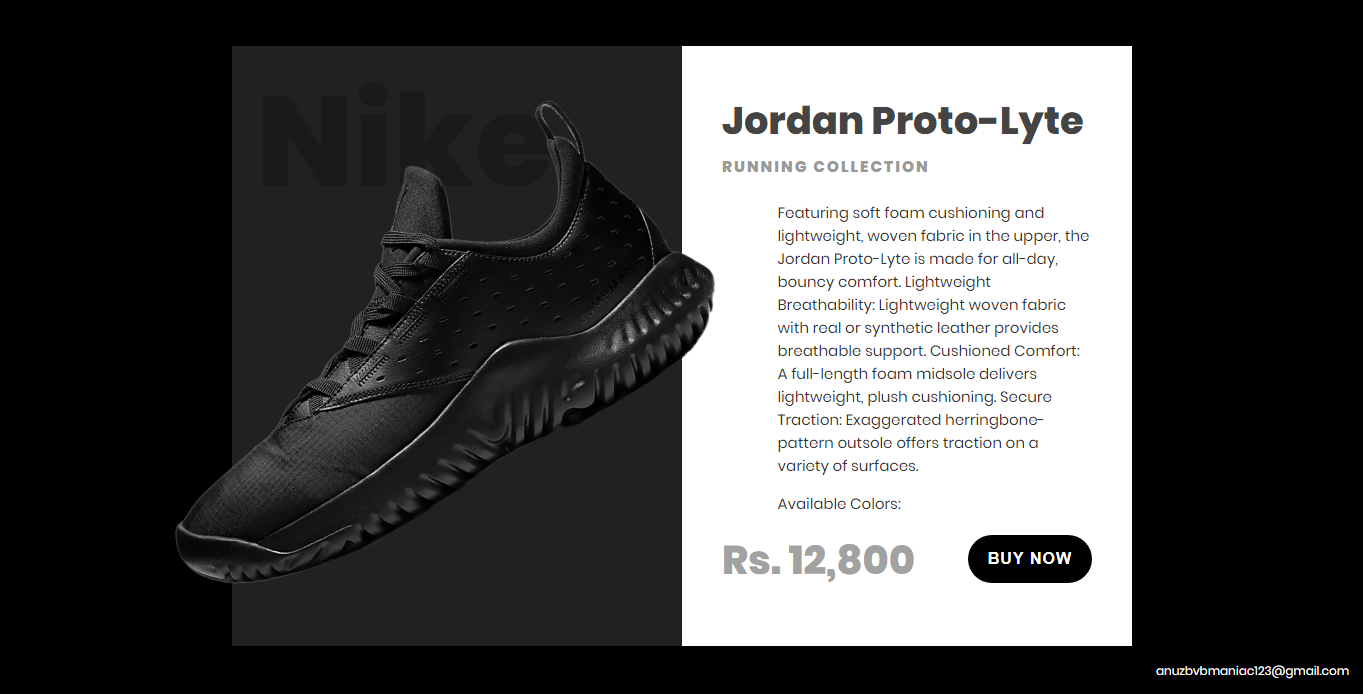 Nike
Jordan Proto-Lyte
RUNNING COLLECTION
Featuring soft foam cushioning and
lightweight, woven fabric in the upper, the
Jordan Proto-Lyte is made for all-day,
bouncy comfort. Lightweight
Breathability: Lightweight woven fabric
with real or synthetic leather provides
breathable support. Cushioned Comfort:
A full-length foam midsole delivers
lightweight, plush cushioning. Secure
Traction: Exaggerated herringbone-
pattern outsole offers traction on a
variety of surfaces.
Available Colors:
Rs. 12,800
BUY NOW
anuzbvbmaniac123@gmail.com